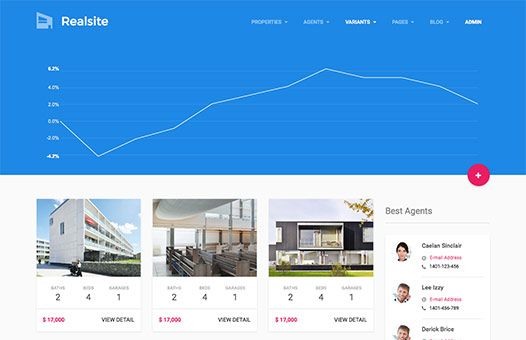 Realsite
PROPERTIES AGENTS VARIANTS PAGES BLOG ADMIN
6.2%
4.0%
2.0%
0.0%
-2.0%
-4.2%
+
Best Agents
Caelan Sinclair
E-mail Address
1401-123-456
Lee Izzy
E-mail Address
1401-456-789
Derick Brice
BATHS BEDS GARAGES
2 4 1
$ 17,000 VIEW DETAIL
BATHS BEDS GARAGES
2 4 1
$ 17,000 VIEW DETAIL
BATHS BEDS GARAGES
2 4 1
$ 17,000 VIEW DETAIL